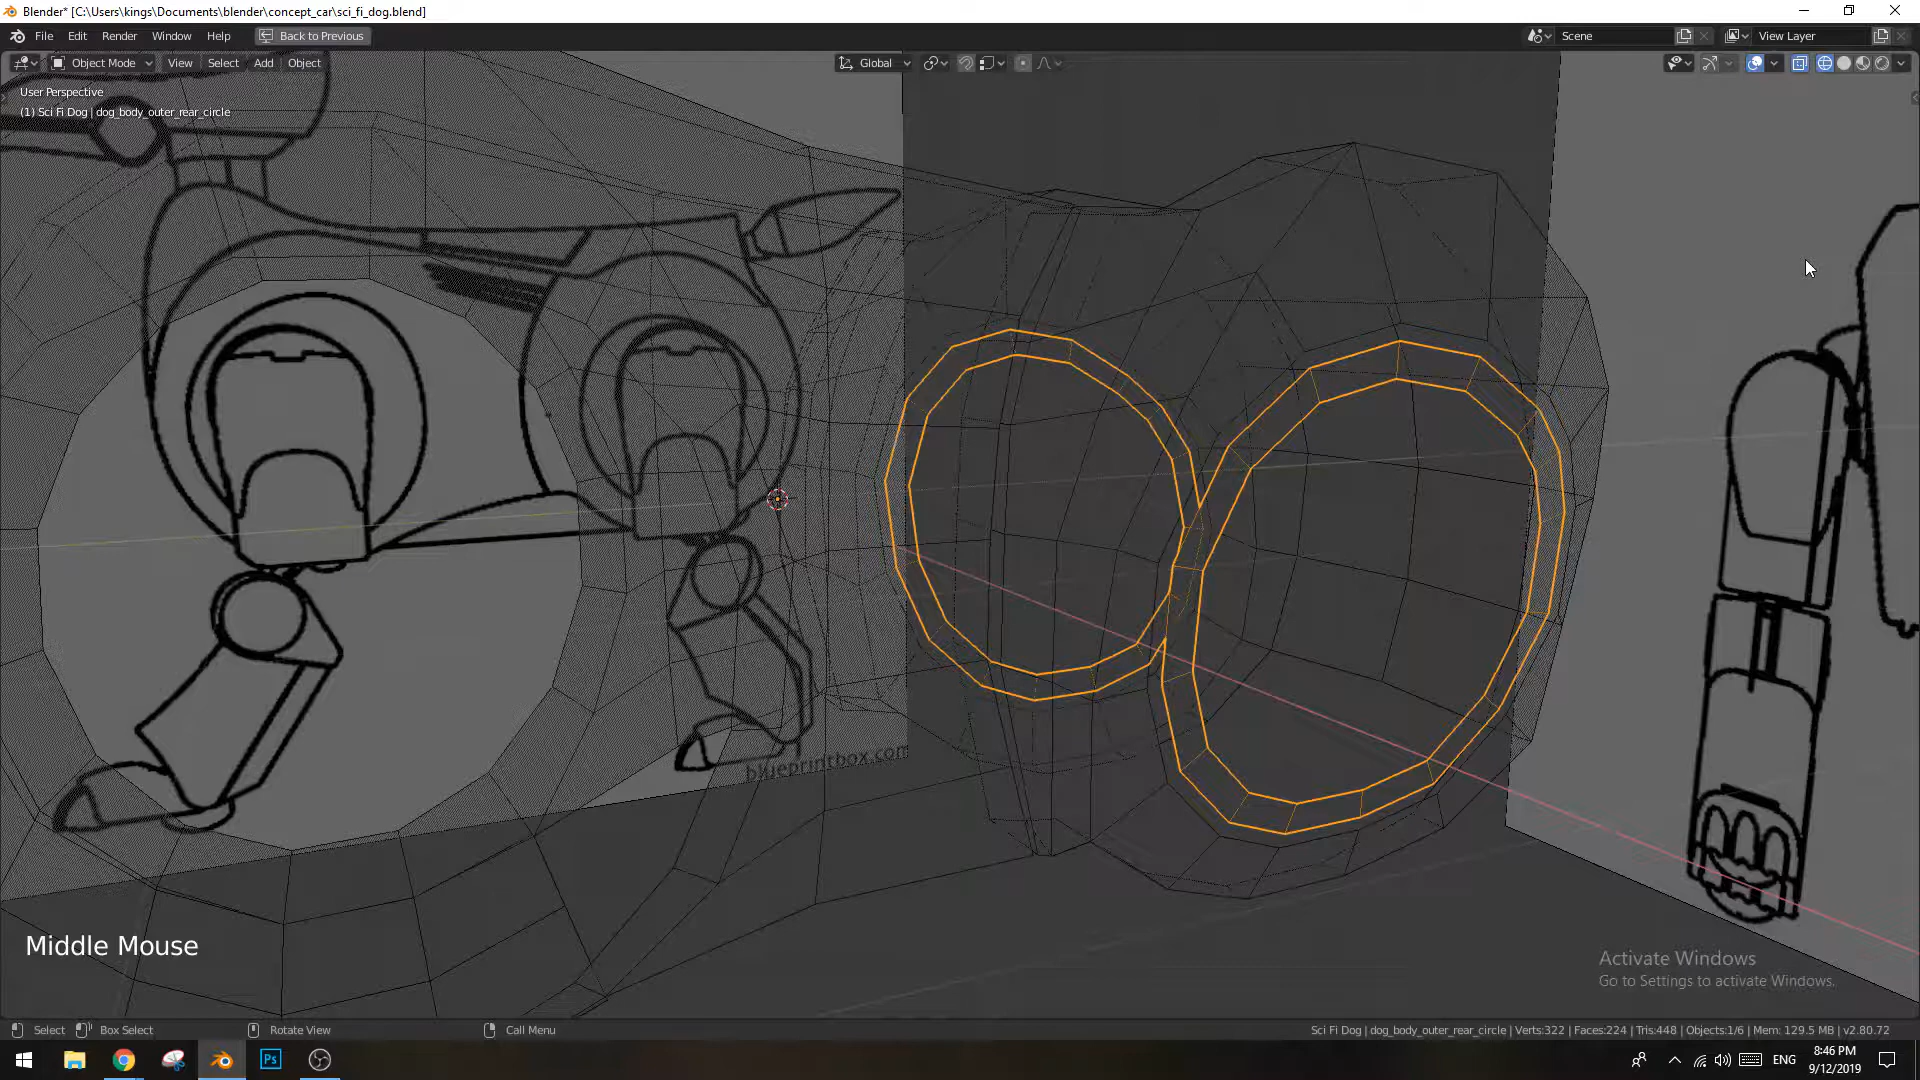 Blender* [C:\Users\kings\Documents\blender\concept_car\sci_fi_dog.blend]
File Edit Render Window Help Back to Previous Scene View Layer
Object Mode View Select Add Object Global
User Perspective
(1) Sci Fi Dog | dog_body_outer_rear_circle
blueprintbox.com
Middle Mouse
Activate Windows
Go to Settings to activate Windows.
Select Box Select Rotate View Call Menu Sci Fi Dog | dog_body_outer_rear_circle | Verts:322 | Faces:224 | Tris:448 | Objects:1/6 | Mem: 129.5 MB | v2.80.72
Ps ENG 8:46 PM
9/12/2019